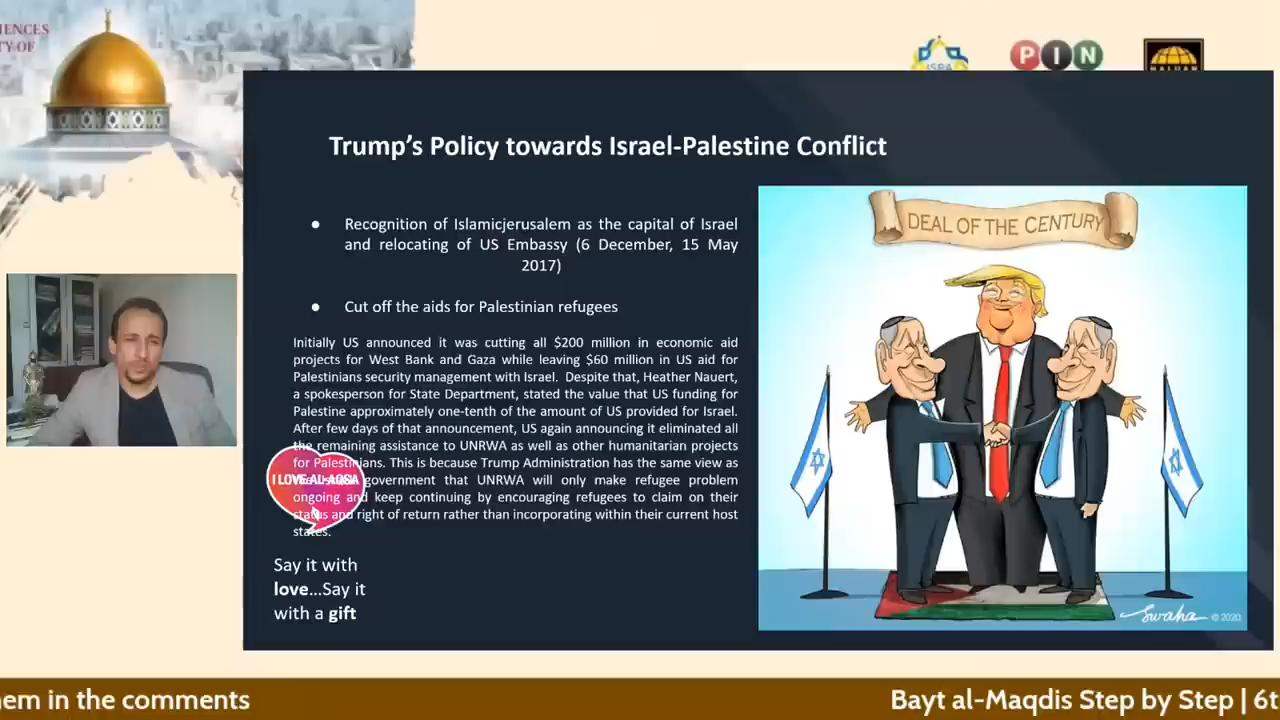 IENCES
TY OF
ISRA
P I N
Trump's Policy towards Israel-Palestine Conflict
● Recognition of Islamicjerusalem as the capital of Israel
and relocating of US Embassy (6 December, 15 May
2017)
● Cut off the aids for Palestinian refugees
Initially US announced it was cutting all $200 million in economic aid
projects for West Bank and Gaza while leaving $60 million in US aid for
Palestinians security management with Israel. Despite that, Heather Nauert,
a spokesperson for State Department, stated the value that US funding for
Palestine approximately one-tenth of the amount of US provided for Israel.
After few days of that announcement, US again announcing it eliminated all
the remaining assistance to UNRWA as well as other humanitarian projects
for Palestinians. This is because Trump Administration has the same view as
government that UNRWA will only make refugee problem
ongoing and keep continuing by encouraging refugees to claim on their
status and right of return rather than incorporating within their current host
states.
I LOVE AL-AQSA
Say it with
love...Say it
with a gift
DEAL OF THE CENTURY
Swaha © 2020
hem in the comments
Bayt al-Maqdis Step by Step | 6t